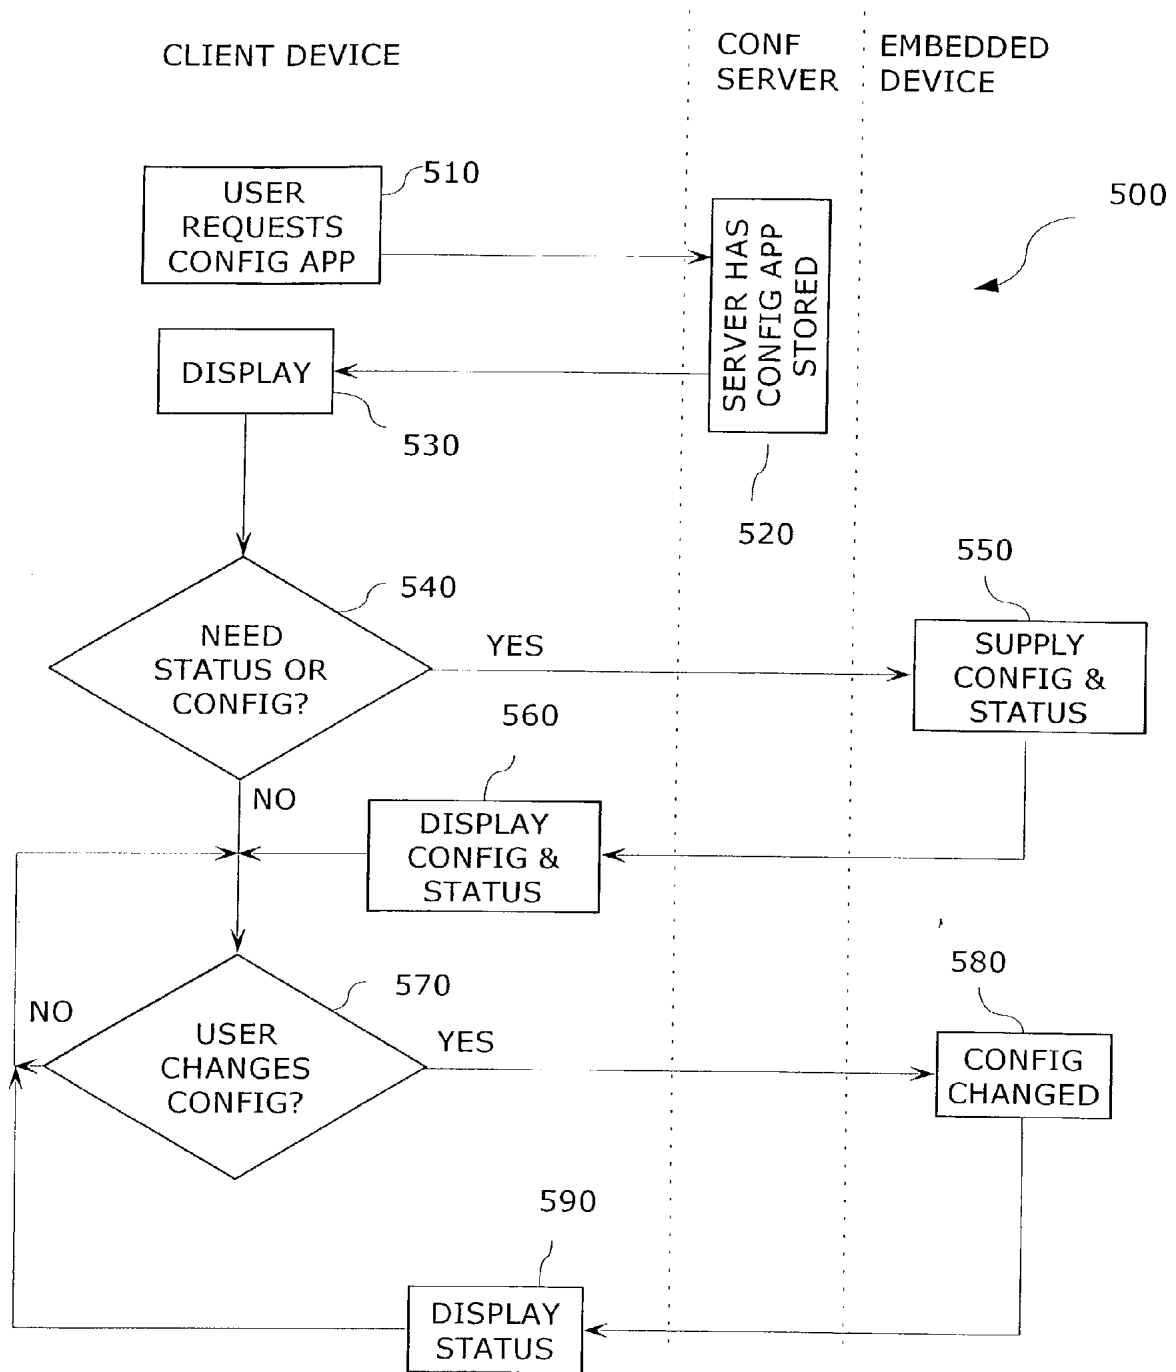 CLIENT DEVICE
CONF
SERVER
EMBEDDED
DEVICE
510
USER
REQUESTS
CONFIG APP
500
SERVER HAS
CONFIG APP
STORED
DISPLAY
530
520
540
550
NEED
STATUS OR
CONFIG?
YES
SUPPLY
CONFIG &
STATUS
560
NO
DISPLAY
CONFIG &
STATUS
570
580
NO
USER
CHANGES
CONFIG?
YES
CONFIG
CHANGED
590
DISPLAY
STATUS